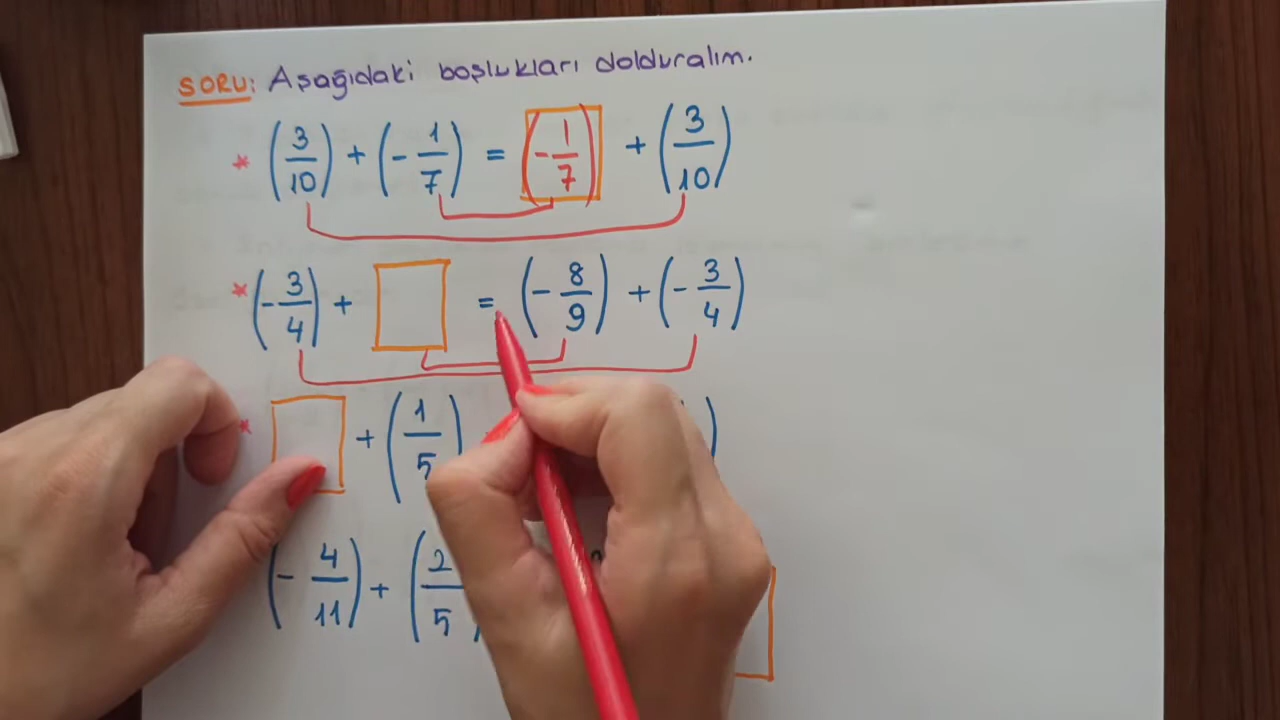 SORU: Aşağıdaki boşlukları dolduralım.
* (3/10) + (-1/7) = (-1/7) + (3/10)
* (-3/4) + = (-8/9) + (-3/4)
* + (1/5)
(-4/11) + (2/5)